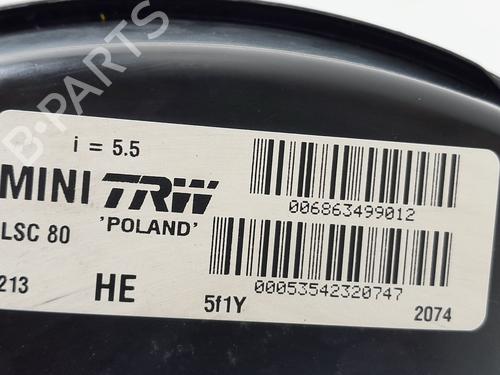 B-PARTS
i = 5.5
MINI TRW
006863499012
LSC 80 'POLAND'
213 HE
00053542320747
5f1Y 2074